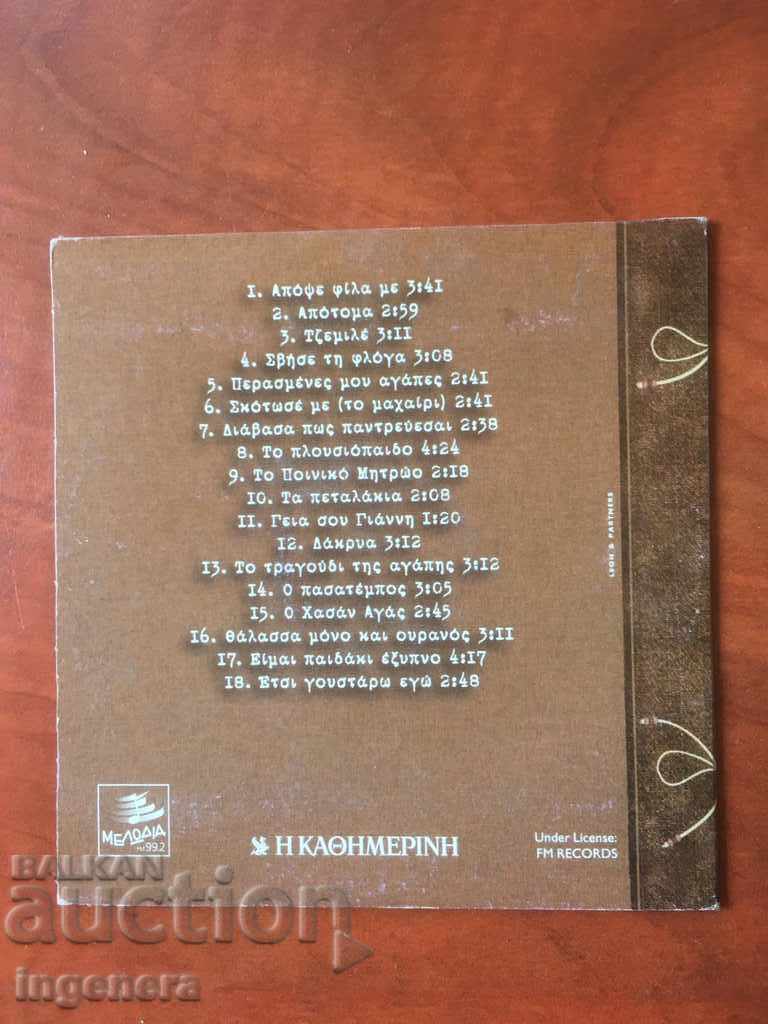 1. Απόψε φίλα με 3:41
2. Απότομα 2:59
3. Τζεμιλέ 3:11
4. Σβήσε τη φλόγα 3:08
5. Περασμένες μου αγάπες 2:41
6. Σκότωσέ με (το μαχαίρι) 2:41
7. Διάβασα πως παντρεύεσαι 2:38
8. Το πλουσιόπαιδο 4:24
9. Το Ποινικό Μητρώο 2:18
10. Τα πεταλάκια 2:08
11. Γεια σου Γιάννη 1:20
12. Δάκρυα 3:12
13. Το τραγούδι της αγάπης 3:12
14. Ο πασατέμπος 3:05
15. Ο Χασάν Αγάς 2:45
16. θάλασσα μόνο και ουρανός 3:11
17. Είμαι παιδάκι έξυπνο 4:17
18. Έτσι γουστάρω εγώ 2:48
LEON & PARTNERS
ΜΕΛΩΔΙΑ
FM 99.2
Η ΚΑΘΗΜΕΡΙΝΗ
Under License:
FM RECORDS
BALKAN
auction
ingenera